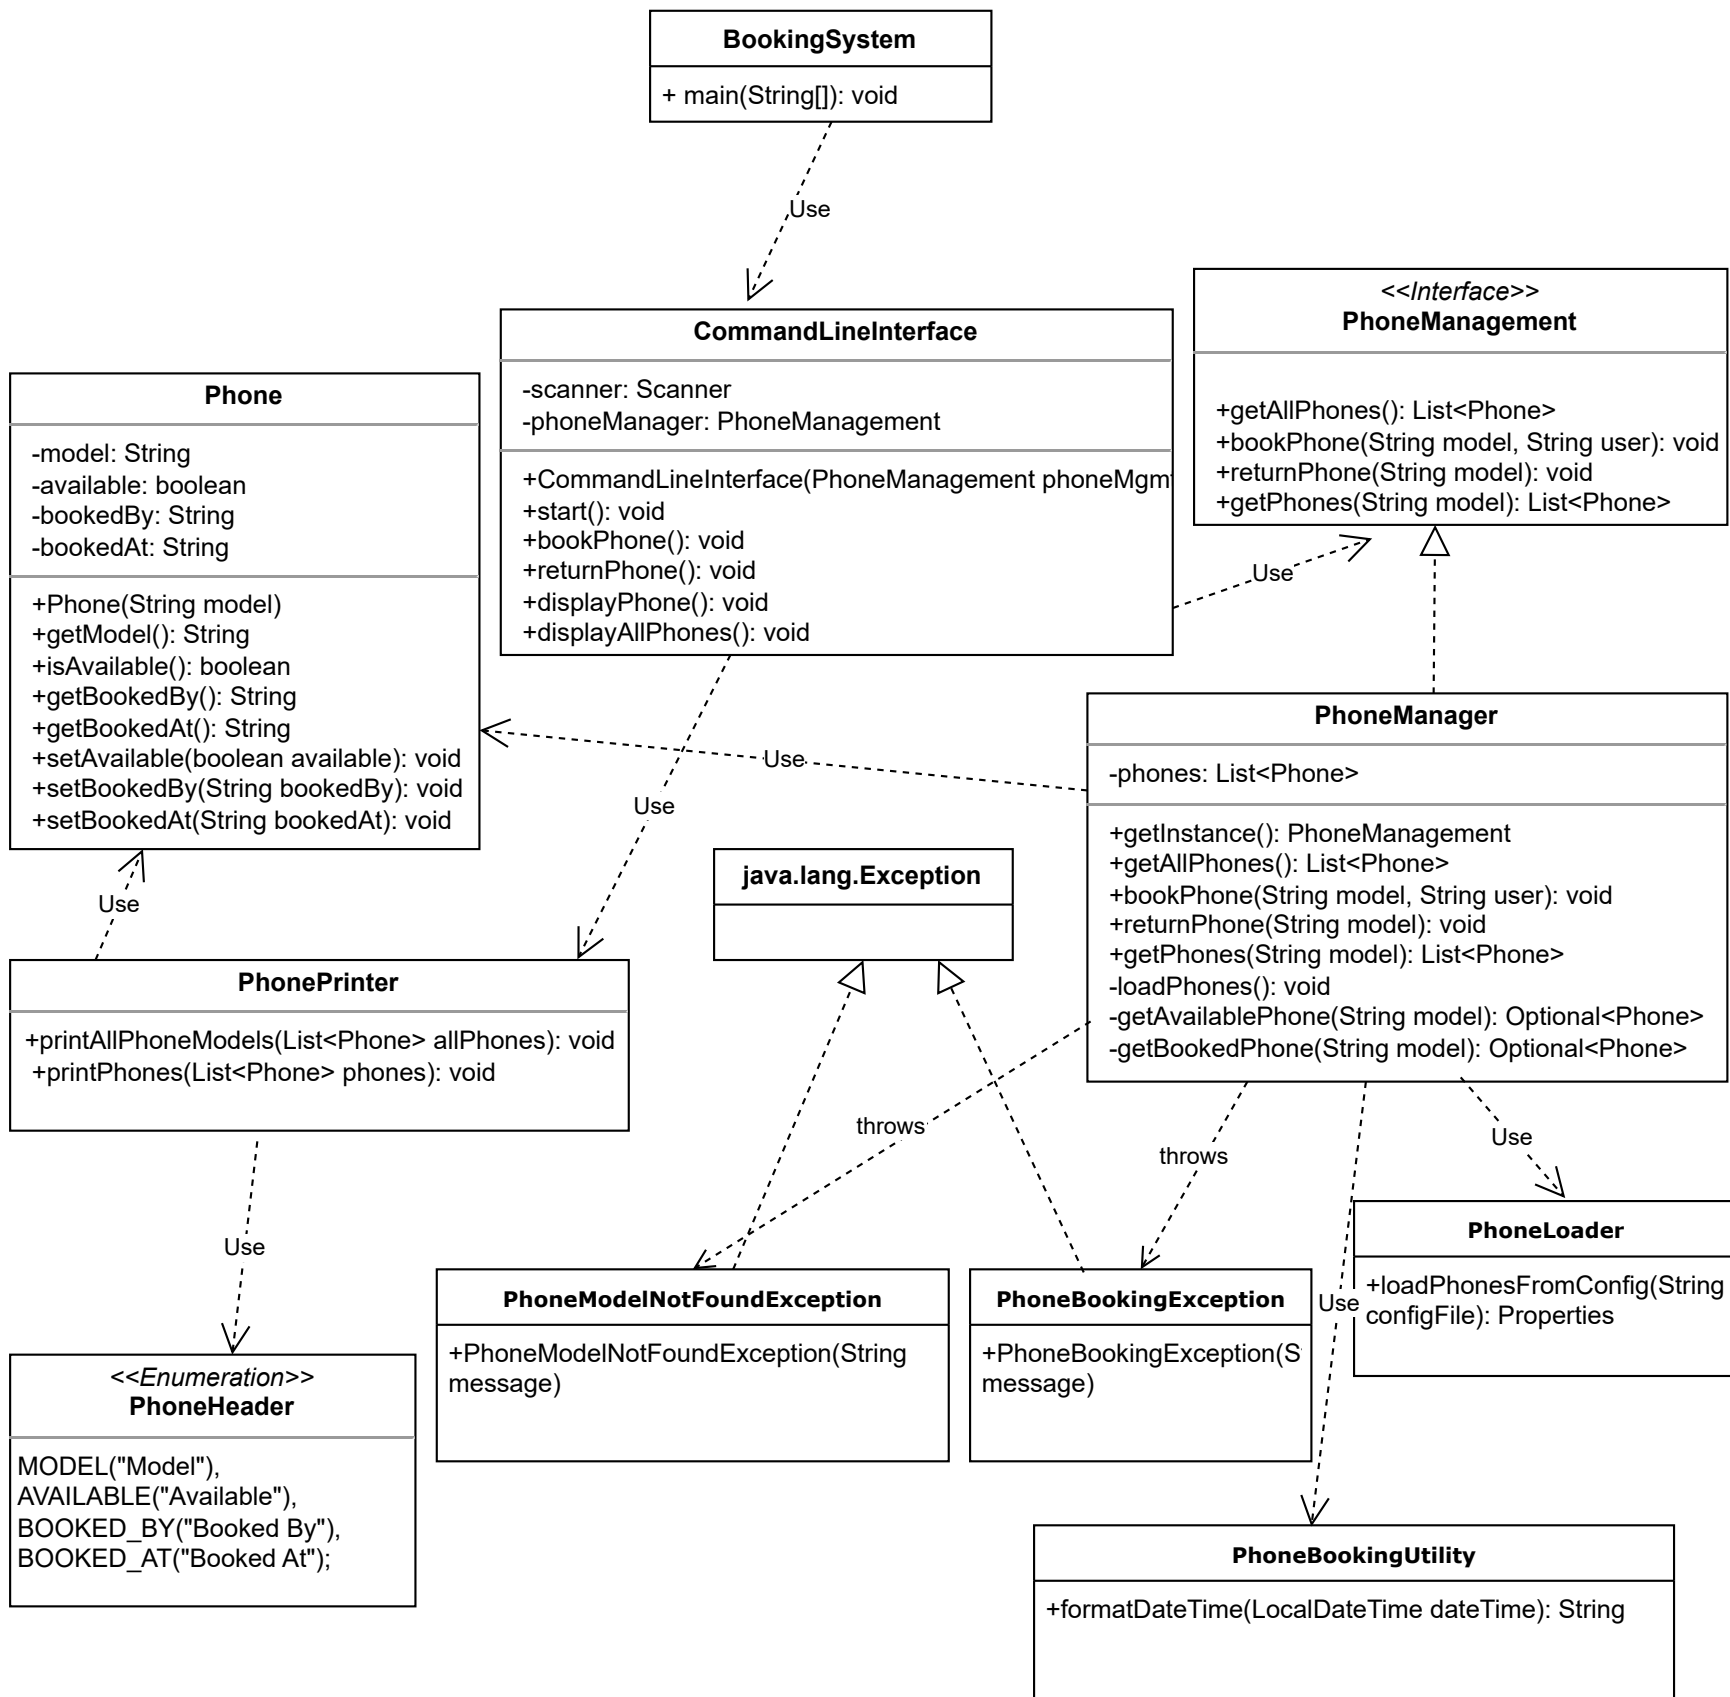 BookingSystem
+ main(String[]): void
Use
<<Interface>>
PhoneManagement
+getAllPhones(): List<Phone>
+bookPhone(String model, String user): void
+returnPhone(String model): void
+getPhones(String model): List<Phone>
CommandLineInterface
-scanner: Scanner
-phoneManager: PhoneManagement
+CommandLineInterface(PhoneManagement phoneMgm
+start(): void
+bookPhone(): void
+returnPhone(): void
+displayPhone(): void
+displayAllPhones(): void
Use
Phone
-model: String
-available: boolean
-bookedBy: String
-bookedAt: String
+Phone(String model)
+getModel(): String
+isAvailable(): boolean
+getBookedBy(): String
+getBookedAt(): String
+setAvailable(boolean available): void
+setBookedBy(String bookedBy): void
+setBookedAt(String bookedAt): void
Use
Use
PhoneManager
-phones: List<Phone>
+getInstance(): PhoneManagement
+getAllPhones(): List<Phone>
+bookPhone(String model, String user): void
+returnPhone(String model): void
+getPhones(String model): List<Phone>
-loadPhones(): void
-getAvailablePhone(String model): Optional<Phone>
-getBookedPhone(String model): Optional<Phone>
java.lang.Exception
Use
PhonePrinter
+printAllPhoneModels(List<Phone> allPhones): void
+printPhones(List<Phone> phones): void
throws
throws
Use
Use
Use
PhoneLoader
+loadPhonesFromConfig(String
configFile): Properties
PhoneModelNotFoundException
+PhoneModelNotFoundException(String
message)
PhoneBookingException
+PhoneBookingException(S
message)
<<Enumeration>>
PhoneHeader
MODEL("Model"),
AVAILABLE("Available"),
BOOKED_BY("Booked By"),
BOOKED_AT("Booked At");
PhoneBookingUtility
+formatDateTime(LocalDateTime dateTime): String